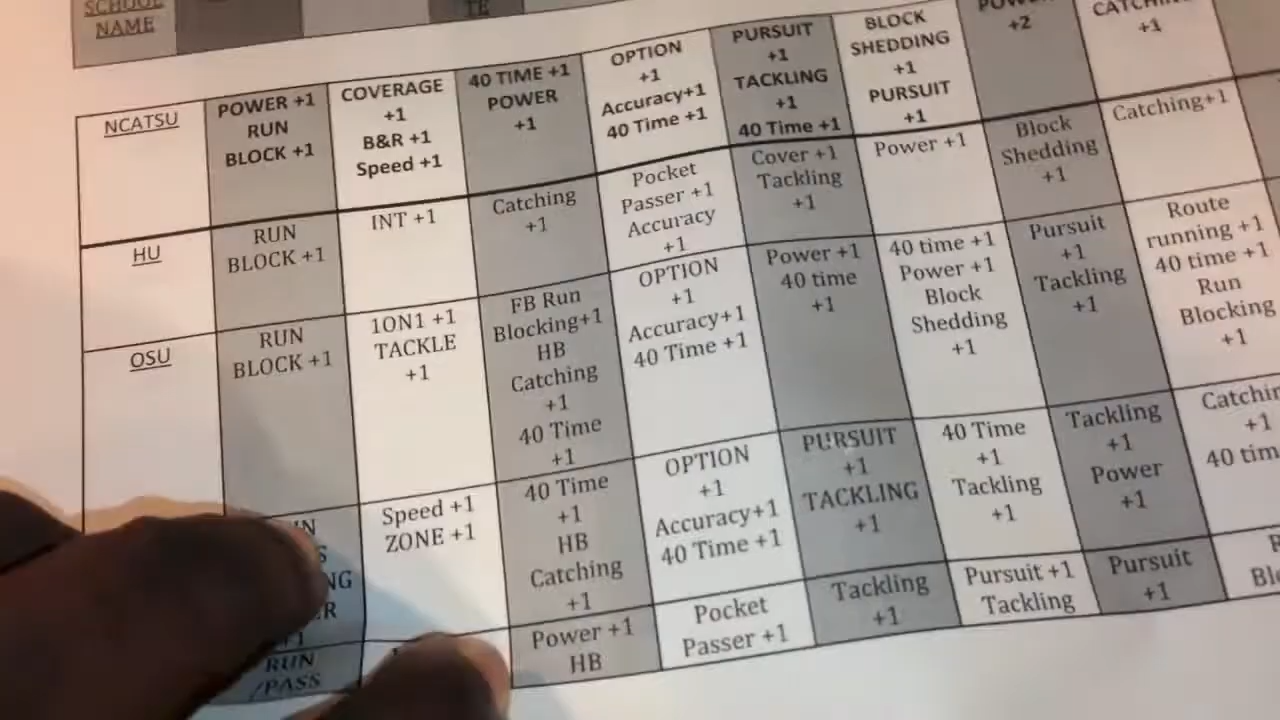 SCHOOL
NAME
TE
NCATSU
POWER +1
RUN
BLOCK +1
COVERAGE
+1
B&R +1
Speed +1
40 TIME +1
POWER
+1
OPTION
+1
Accuracy+1
40 Time +1
PURSUIT
+1
TACKLING
+1
40 Time +1
BLOCK
SHEDDING
+1
PURSUIT
+1
POWER
+2
CATCHING
+1
HU
RUN
BLOCK +1
INT +1
Catching
+1
Pocket
Passer +1
Accuracy
+1
Cover +1
Tackling
+1
Power +1
Block
Shedding
+1
Catching+1
OSU
RUN
BLOCK +1
1ON1 +1
TACKLE
+1
FB Run
Blocking+1
HB
Catching
+1
40 Time
+1
OPTION
+1
Accuracy+1
40 Time +1
Power +1
40 time
+1
40 time +1
Power +1
Block
Shedding
+1
Pursuit
+1
Tackling
+1
Route
running +1
40 time +1
Run
Blocking
+1
Speed +1
ZONE +1
40 Time
+1
HB
Catching
+1
OPTION
+1
Accuracy+1
40 Time +1
PURSUIT
+1
TACKLING
+1
40 Time
+1
Tackling
+1
Tackling
+1
Power
+1
Catchin
+1
40 tim
RUN
/PASS
Power +1
HB
Pocket
Passer +1
Tackling
+1
Pursuit +1
Tackling
Pursuit
+1